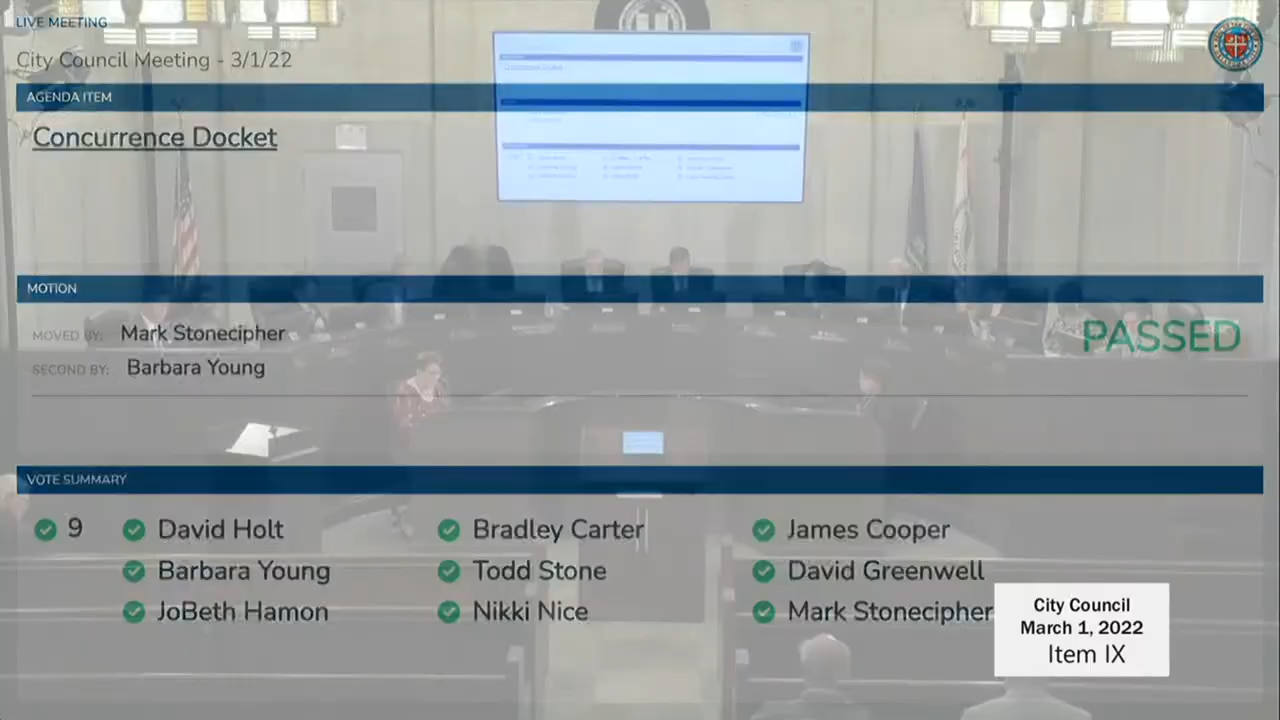 LIVE MEETING
City Council Meeting - 3/1/22
AGENDA ITEM
Concurrence Docket
MOTION
MOVED BY: Mark Stonecipher
PASSED
SECOND BY: Barbara Young
VOTE SUMMARY
9 David Holt Bradley Carter James Cooper
Barbara Young Todd Stone David Greenwell
JoBeth Hamon Nikki Nice Mark Stonecipher
City Council
March 1, 2022
Item IX